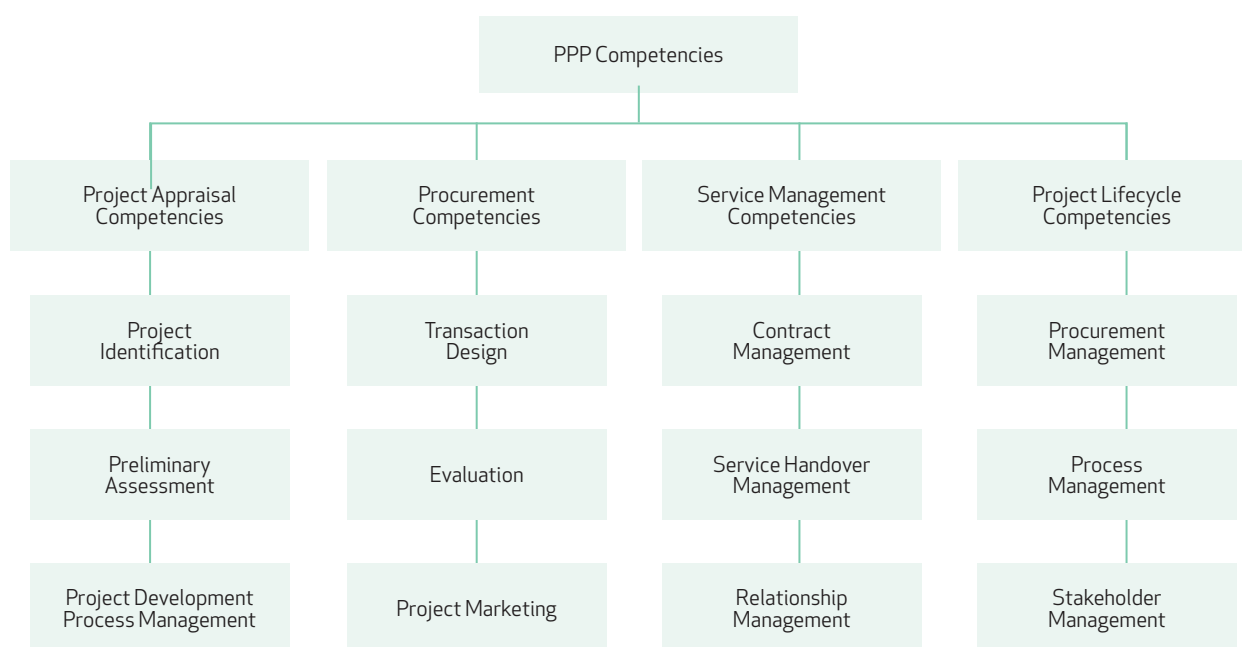 PPP Competencies
Project Appraisal
Competencies
Procurement
Competencies
Service Management
Competencies
Project Lifecycle
Competencies
Project
Identification
Transaction
Design
Contract
Management
Procurement
Management
Preliminary
Assessment
Evaluation
Service Handover
Management
Process
Management
Project Development
Process Management
Project Marketing
Relationship
Management
Stakeholder
Management